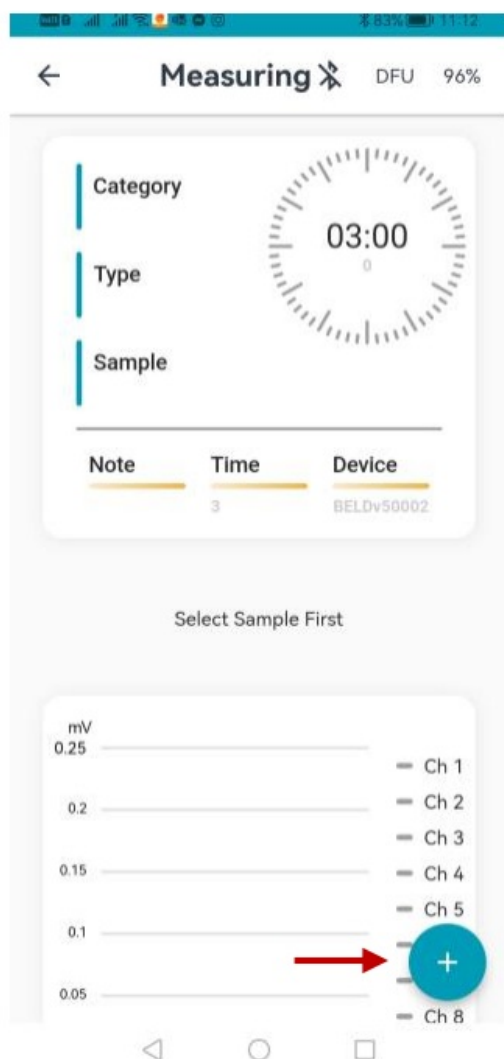 83% 11:12
Measuring DFU 96%
Category
03:00
0
Type
Sample
Note Time Device
3 BELDv50002
Select Sample First
mV
0.25
Ch 1
0.2 Ch 2
Ch 3
0.15 Ch 4
Ch 5
0.1
+
0.05
Ch 8